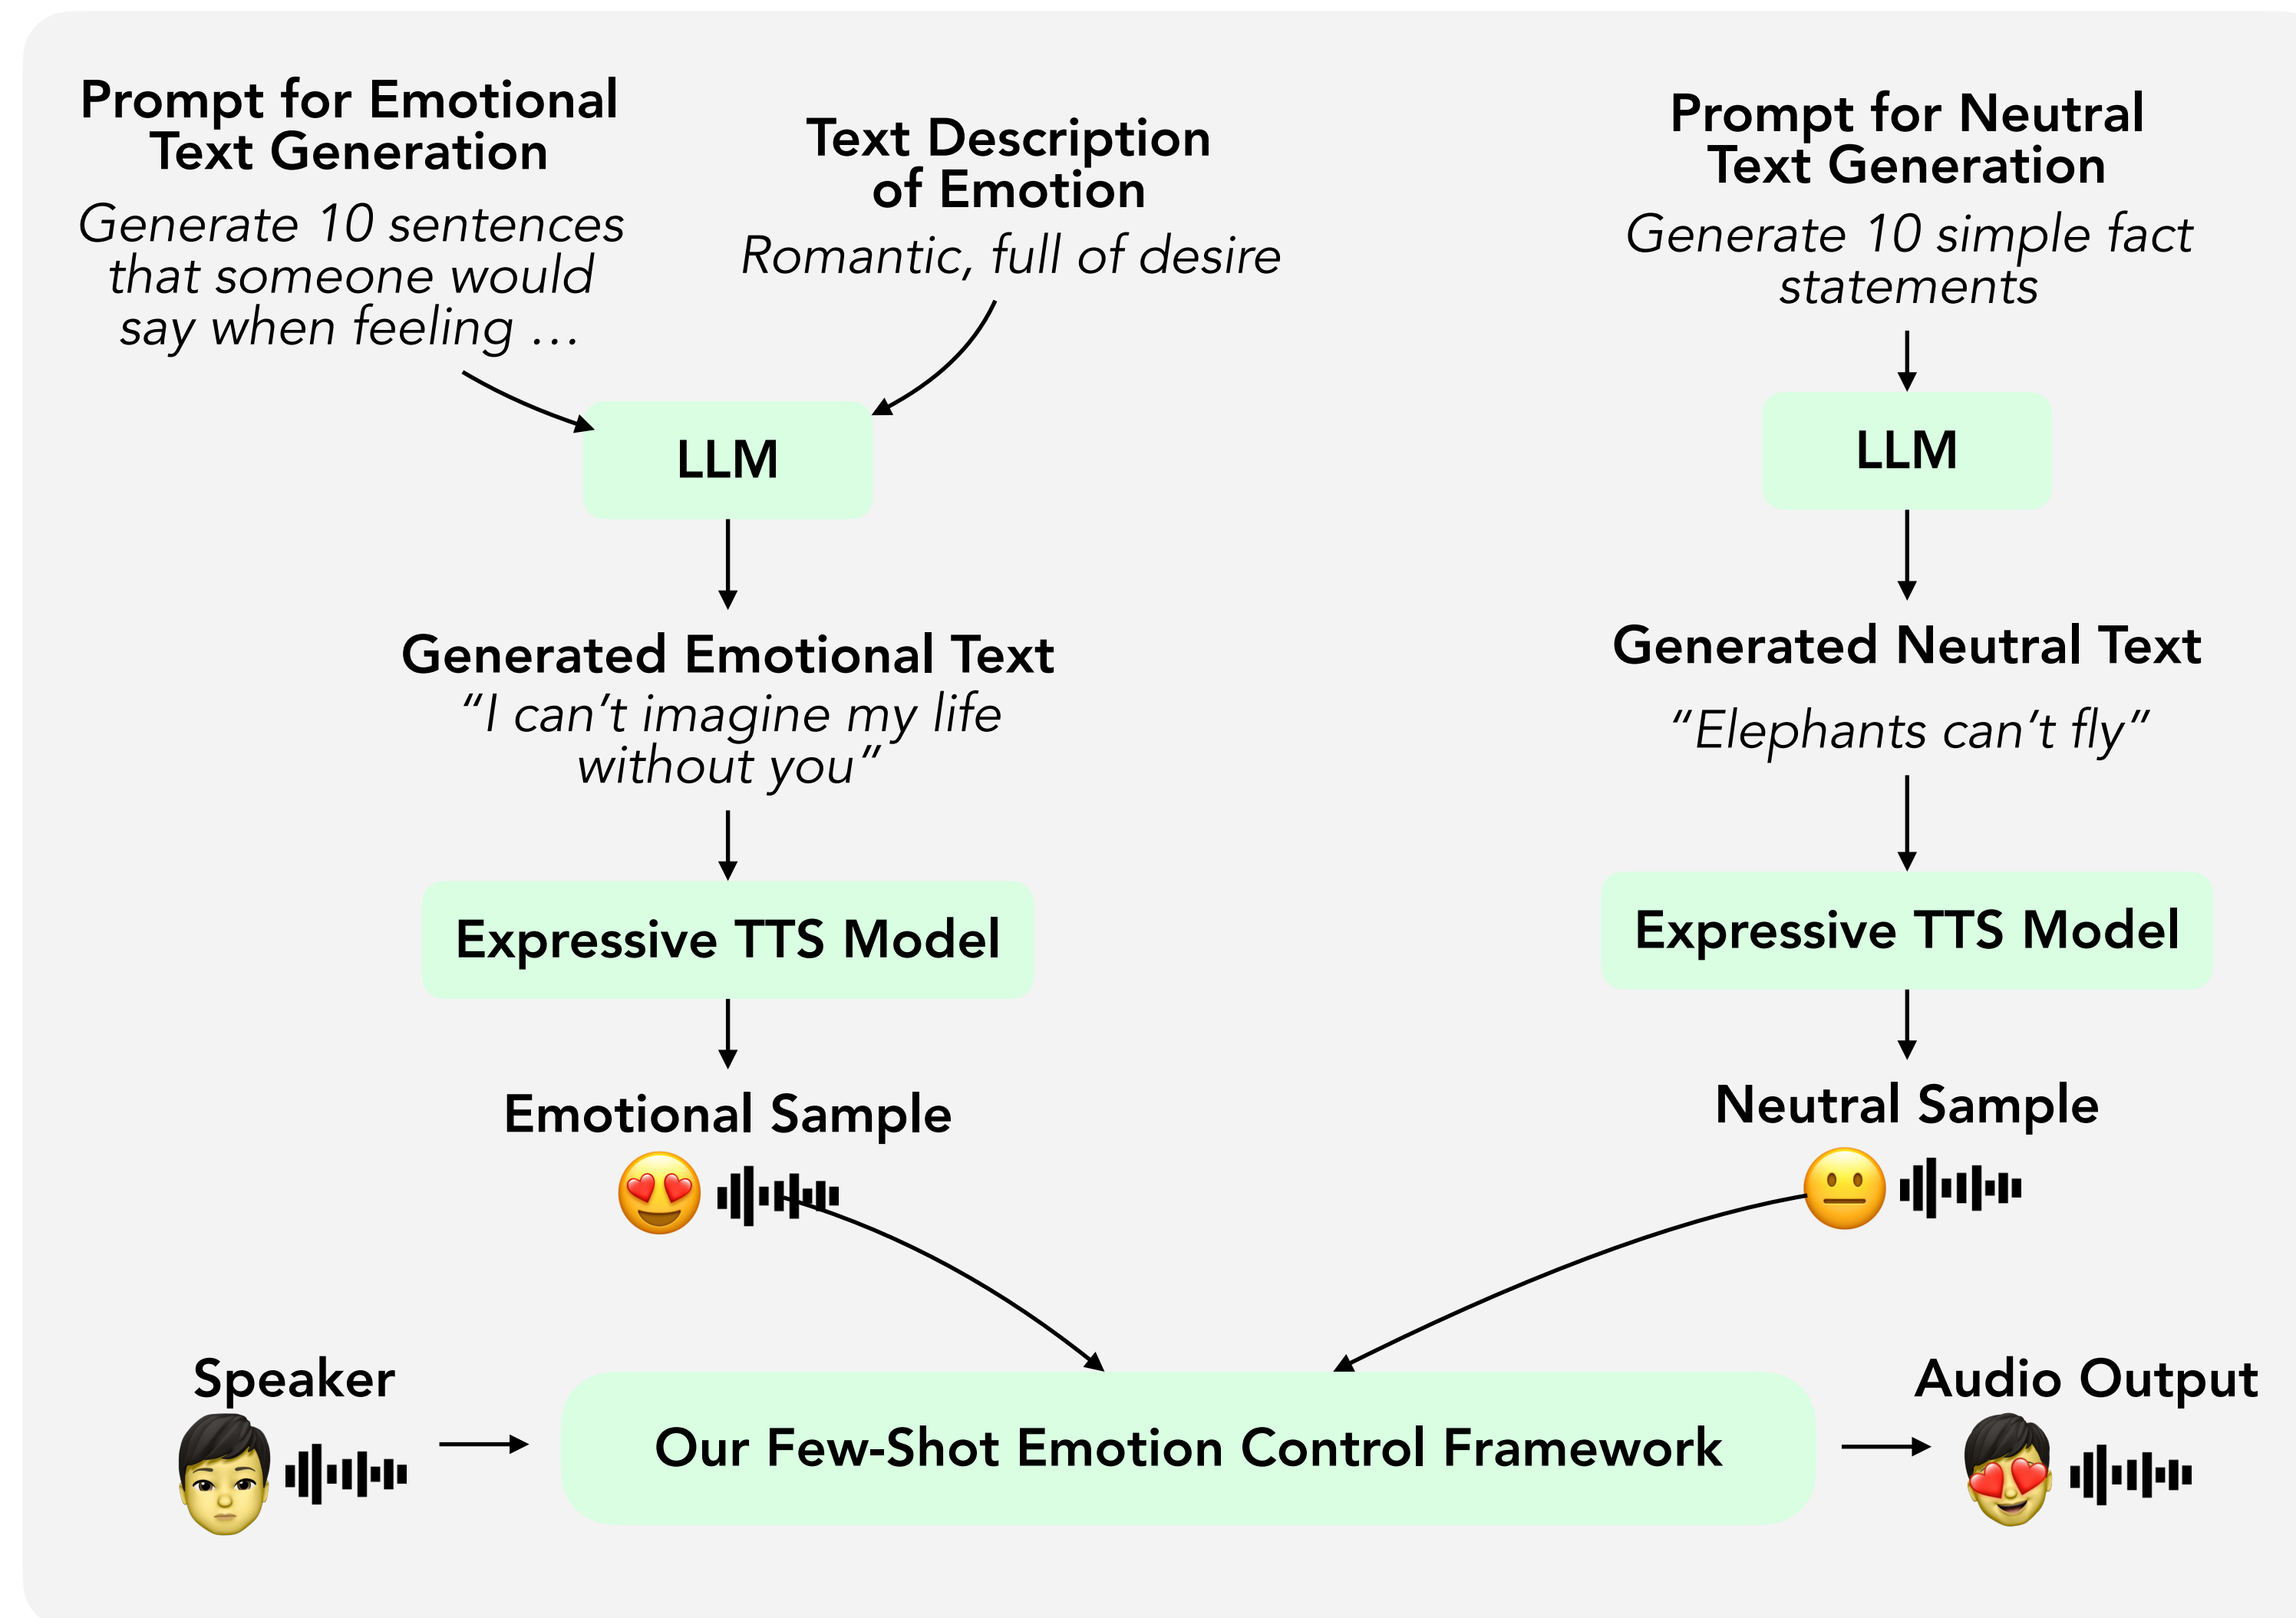 Prompt for Emotional
Text Generation
Generate 10 sentences
that someone would
say when feeling …
Text Description
of Emotion
Romantic, full of desire
Prompt for Neutral
Text Generation
Generate 10 simple fact
statements
LLM
LLM
Generated Emotional Text
“I can’t imagine my life
without you”
Generated Neutral Text
“Elephants can’t fly”
Expressive TTS Model
Expressive TTS Model
Emotional Sample
Neutral Sample
Speaker
Our Few-Shot Emotion Control Framework
Audio Output